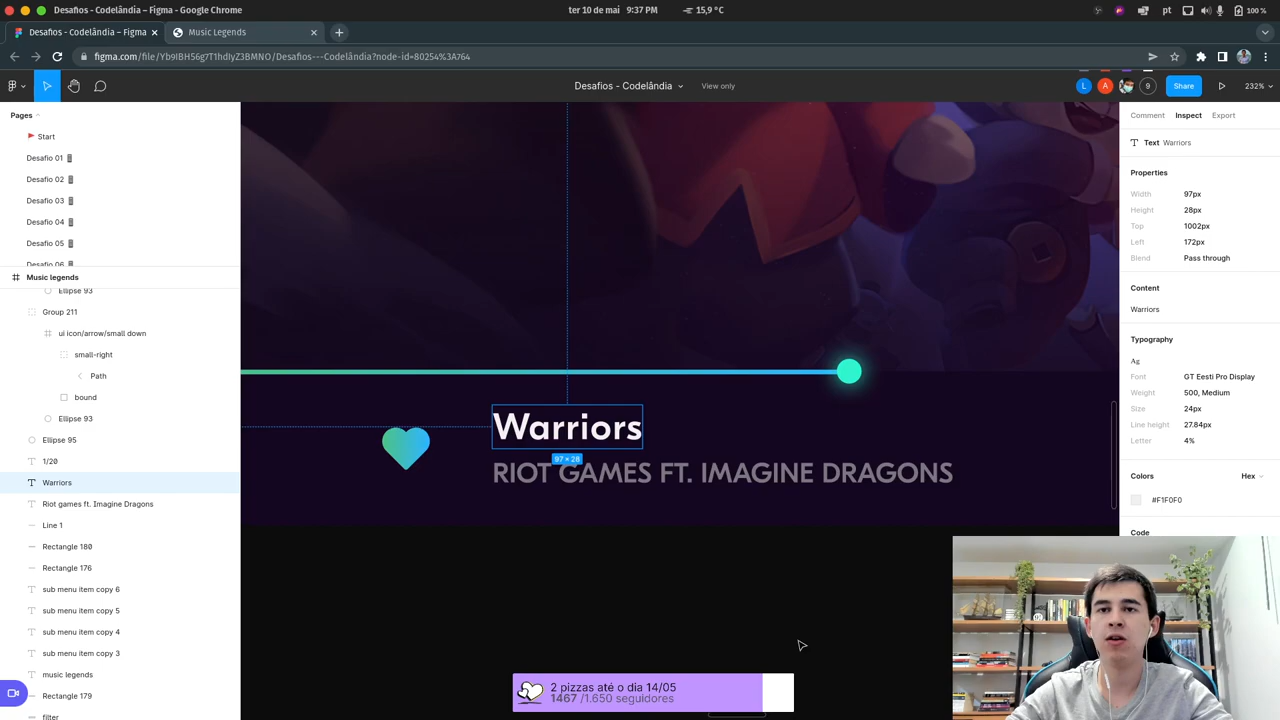 Desafios - Codelândia – Figma - Google Chrome
ter 10 de mai 9:37 PM
15,9 °C
pt
100 %
Desafios - Codelândia – Figma
Music Legends
figma.com/file/Yb9IBH56g7T1hdIyZ3BMNO/Desafios---Codelândia?node-id=80254%3A764
Desafios - Codelândia
View only
L
A
9
Share
232%
Pages
Start
Desafio 01
Desafio 02
Desafio 03
Desafio 04
Desafio 05
Desafio 06
Music legends
Ellipse 93
Group 211
ui icon/arrow/small down
small-right
Path
bound
Ellipse 93
Ellipse 95
1/20
Warriors
Riot games ft. Imagine Dragons
Line 1
Rectangle 180
Rectangle 176
sub menu item copy 6
sub menu item copy 5
sub menu item copy 4
sub menu item copy 3
music legends
Rectangle 179
filter
Warriors
97 × 28
RIOT GAMES FT. IMAGINE DRAGONS
2 pizzas até o dia 14/05
1467 /1.650 seguidores
Comment
Inspect
Export
Text Warriors
Properties
Width 97px
Height 28px
Top 1002px
Left 172px
Blend Pass through
Content
Warriors
Typography
Ag
Font GT Eesti Pro Display
Weight 500, Medium
Size 24px
Line height 27.84px
Letter 4%
Colors Hex
#F1F0F0
Code